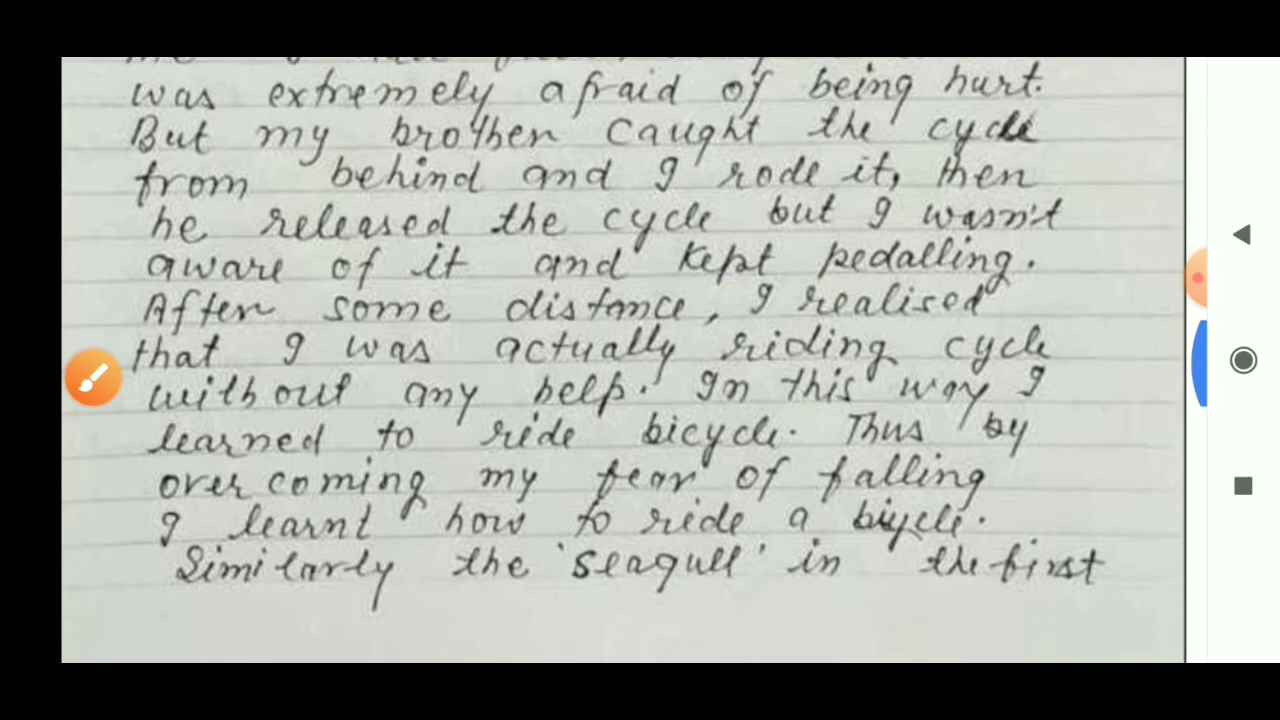 was extremely afraid of being hurt.
But my brother caught the cycle
from behind and I rode it, then
he released the cycle but I wasn't
aware of it and kept pedalling.
After some distance, I realised
that I was actually riding cycle
without any help. In this way I
learned to ride bicycle. Thus by
over coming my fear of falling
I learnt how to ride a bicycle.
Similarly the 'seagull' in the first